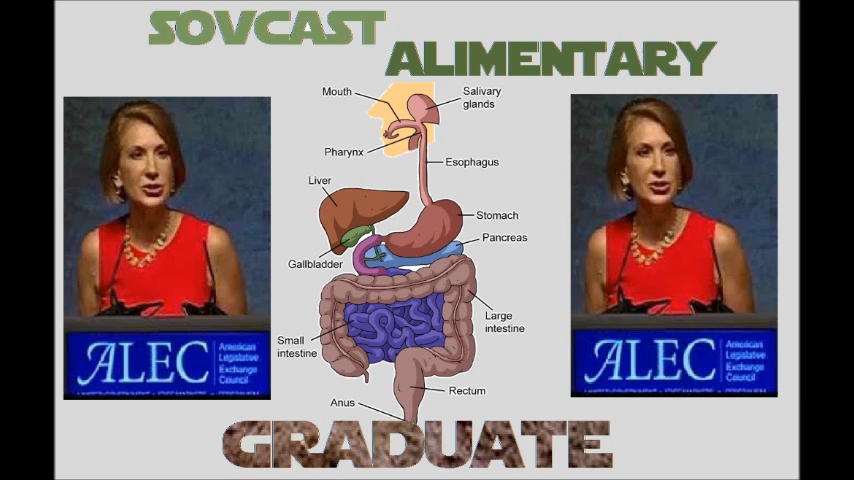 SOVCAST
ALIMENTARY
Mouth
Salivary
glands
Pharynx
Esophagus
Liver
Stomach
Pancreas
Gallbladder
Large
intestine
Small
intestine
Rectum
Anus
ALEC
American
Legislative
Exchange
Council
ALEC
American
Legislative
Exchange
Council
GRADUATE